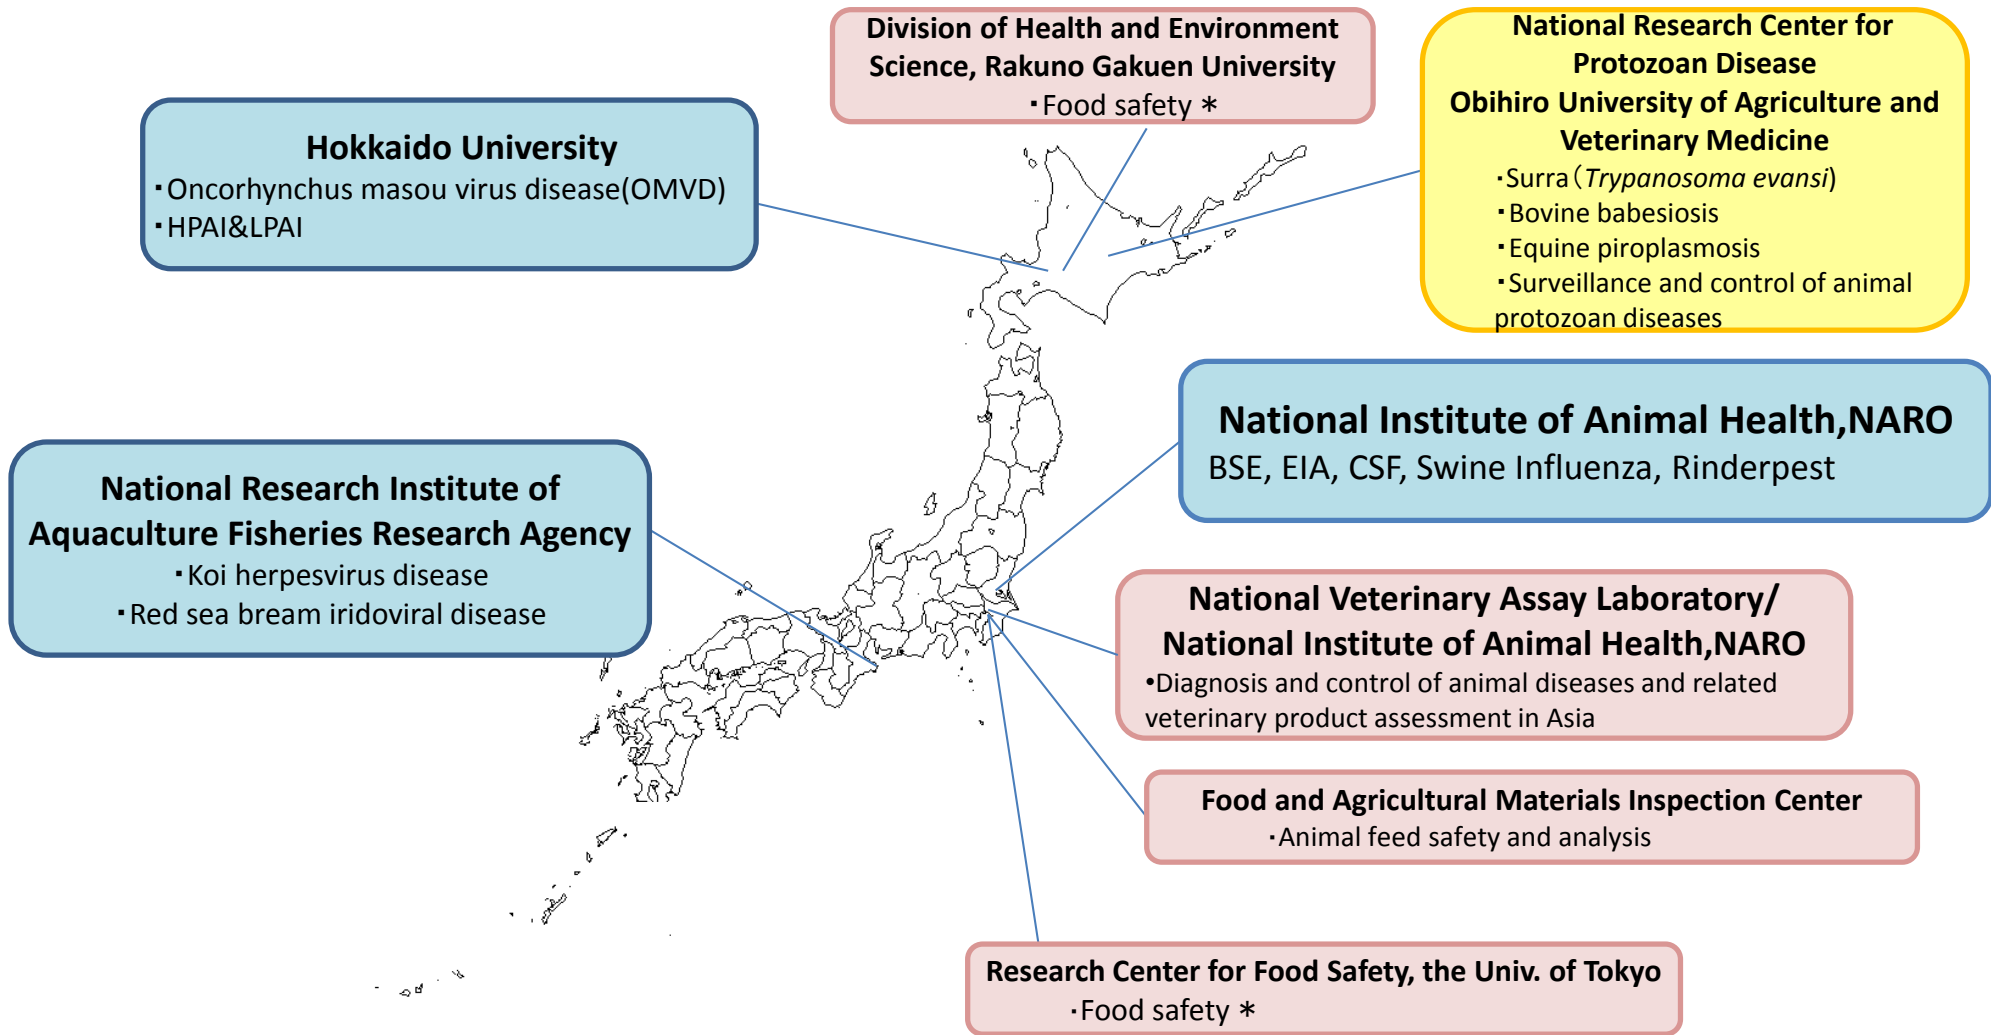 Division of Health and Environment
Science, Rakuno Gakuen University
・Food safety *
National Research Center for
Protozoan Disease
Obihiro University of Agriculture and
Veterinary Medicine
・Surra(Trypanosoma evansi)
・Bovine babesiosis
・Equine piroplasmosis
・Surveillance and control of animal
protozoan diseases
Hokkaido University
・Oncorhynchus masou virus disease(OMVD)
・HPAI&LPAI
National Institute of Animal Health,NARO
BSE, EIA, CSF, Swine Influenza, Rinderpest
National Research Institute of
Aquaculture Fisheries Research Agency
・Koi herpesvirus disease
・Red sea bream iridoviral disease
National Veterinary Assay Laboratory/
National Institute of Animal Health,NARO
•Diagnosis and control of animal diseases and related
veterinary product assessment in Asia
Food and Agricultural Materials Inspection Center
・Animal feed safety and analysis
Research Center for Food Safety, the Univ. of Tokyo
・Food safety *